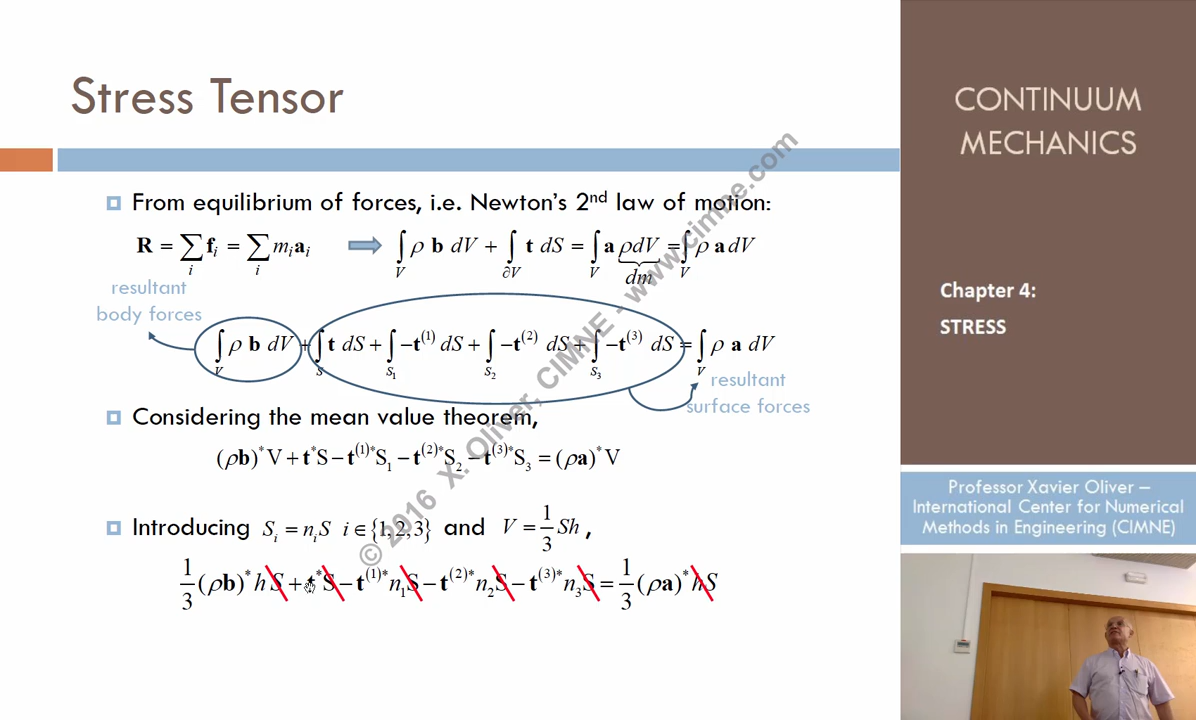 Stress Tensor
From equilibrium of forces, i.e. Newton's 2nd law of motion:
R = ∑i fi = ∑i mi ai ⇒ ∫V ρ b dV + ∫∂V t dS = ∫V a ρdV = ∫V ρ a dV
dm
resultant
body forces
∫V ρ b dV + ∫S t dS + ∫S1 −t(1) dS + ∫S2 −t(2) dS + ∫S3 −t(3) dS = ∫V ρ a dV
resultant
surface forces
Considering the mean value theorem,
(ρb)* V + t* S − t(1)* S1 − t(2)* S2 − t(3)* S3 = (ρa)* V
Introducing Si = ni S i ∈ {1,2,3} and V = 1/3 Sh ,
1/3 (ρb)* h S + t* S − t(1)* n1 S − t(2)* n2 S − t(3)* n3 S = 1/3 (ρa)* h S
© 2016 X. Oliver, CIMNE - www.cimne.com
CONTINUUM
MECHANICS
Chapter 4:
STRESS
Professor Xavier Oliver –
International Center for Numerical
Methods in Engineering (CIMNE)